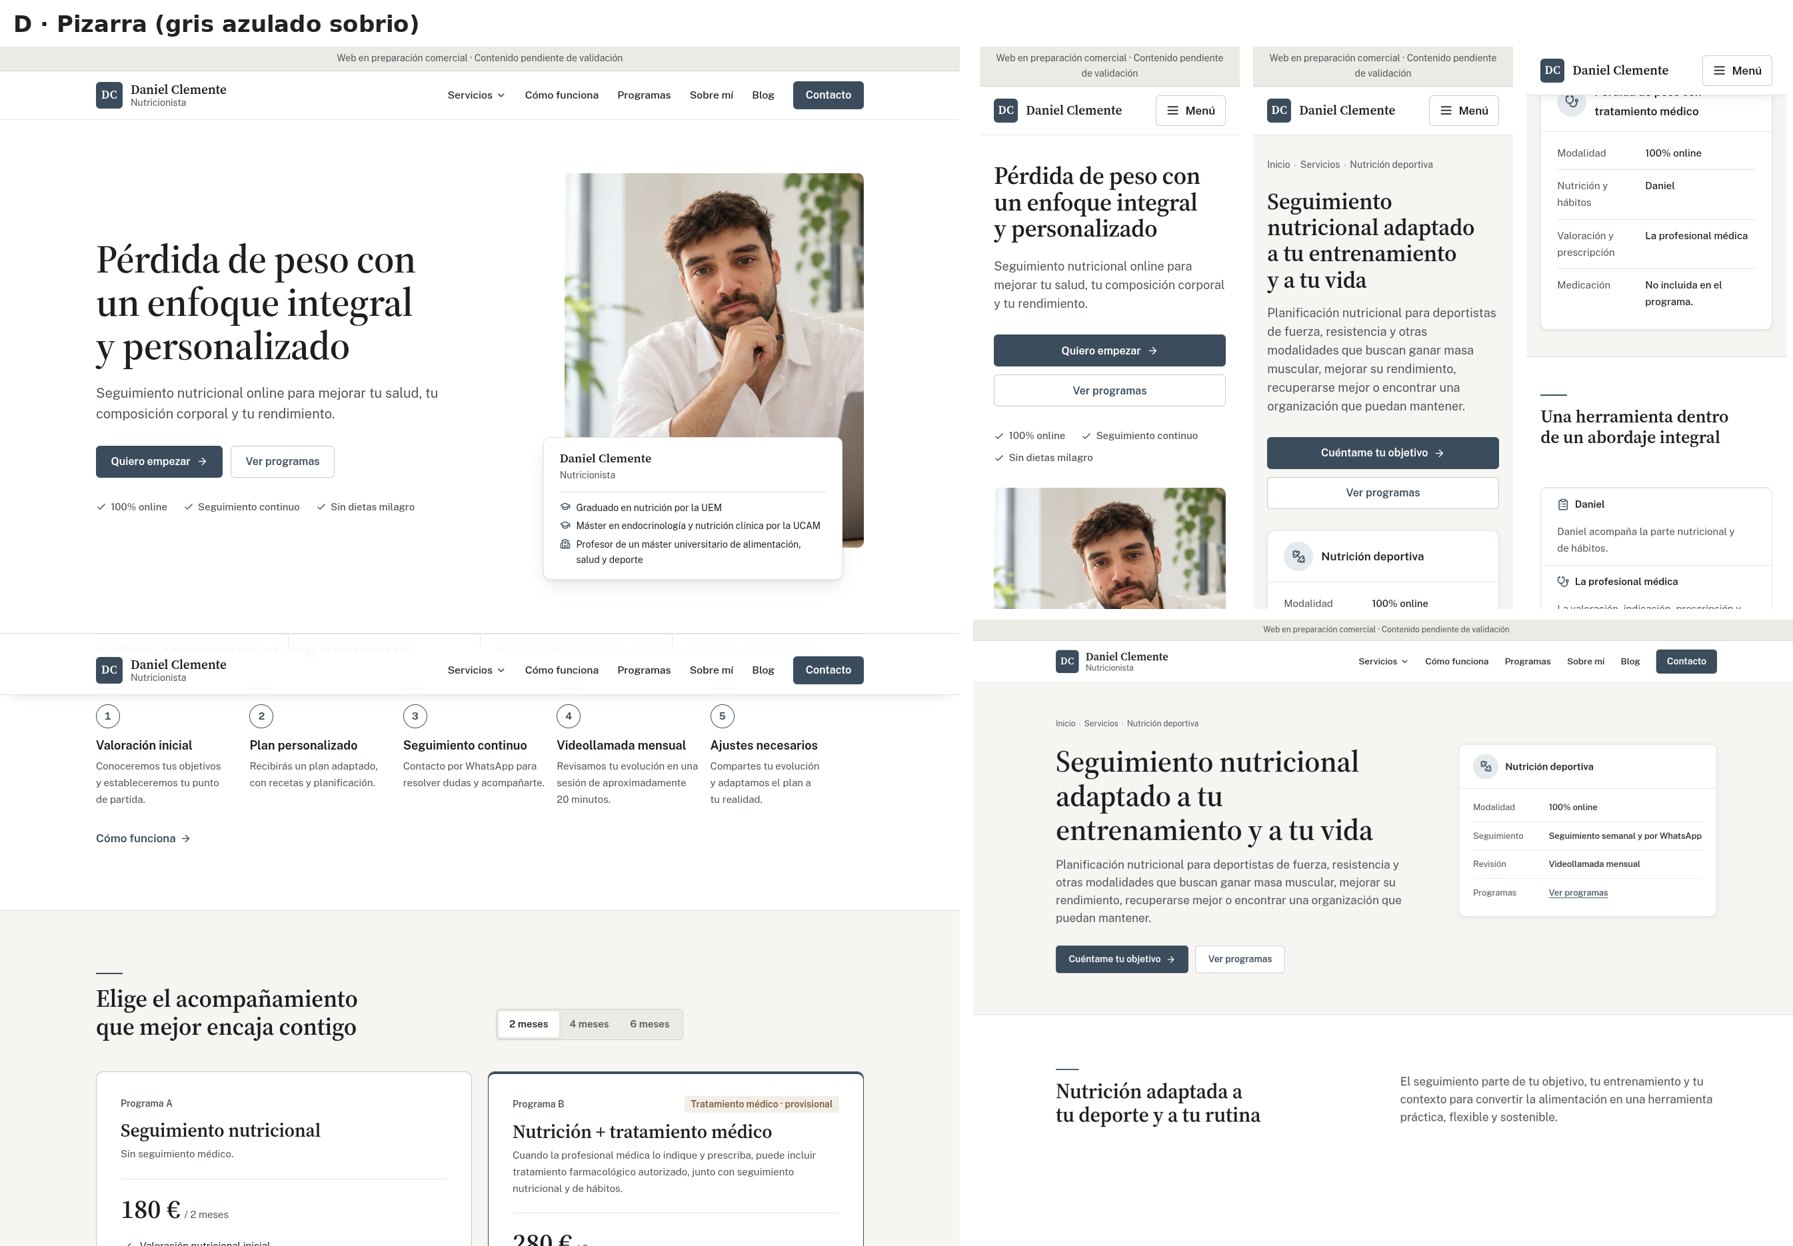 D · Pizarra (gris azulado sobrio)
Web en preparación comercial · Contenido pendiente de validación
DC
Daniel Clemente
Nutricionista
Servicios
Cómo funciona
Programas
Sobre mí
Blog
Contacto
Pérdida de peso con
un enfoque integral
y personalizado
Seguimiento nutricional online para mejorar tu salud, tu
composición corporal y tu rendimiento.
Quiero empezar
Ver programas
100% online
Seguimiento continuo
Sin dietas milagro
Daniel Clemente
Nutricionista
Graduado en nutrición por la UEM
Máster en endocrinología y nutrición clínica por la UCAM
Profesor de un máster universitario de alimentación,
salud y deporte
DC
Daniel Clemente
Nutricionista
Servicios
Cómo funciona
Programas
Sobre mí
Blog
Contacto
1
Valoración inicial
Conoceremos tus objetivos
y estableceremos tu punto
de partida.
2
Plan personalizado
Recibirás un plan adaptado,
con recetas y planificación.
3
Seguimiento continuo
Contacto por WhatsApp para
resolver dudas y acompañarte.
4
Videollamada mensual
Revisamos tu evolución en una
sesión de aproximadamente
20 minutos.
5
Ajustes necesarios
Compartes tu evolución
y adaptamos el plan a
tu realidad.
Cómo funciona
Elige el acompañamiento
que mejor encaja contigo
2 meses
4 meses
6 meses
Programa A
Seguimiento nutricional
Sin seguimiento médico.
180 € / 2 meses
Valoración nutricional inicial
Programa B
Tratamiento médico · provisional
Nutrición + tratamiento médico
Cuando la profesional médica lo indique y prescriba, puede incluir
tratamiento farmacológico autorizado, junto con seguimiento
nutricional y de hábitos.
280 €
Web en preparación comercial · Contenido pendiente
de validación
DC
Daniel Clemente
Menú
Pérdida de peso con
un enfoque integral
y personalizado
Seguimiento nutricional online para
mejorar tu salud, tu composición corporal
y tu rendimiento.
Quiero empezar
Ver programas
100% online
Seguimiento continuo
Sin dietas milagro
Web en preparación comercial · Contenido pendiente
de validación
DC
Daniel Clemente
Menú
Inicio · Servicios · Nutrición deportiva
Seguimiento
nutricional adaptado
a tu entrenamiento
y a tu vida
Planificación nutricional para deportistas
de fuerza, resistencia y otras
modalidades que buscan ganar masa
muscular, mejorar su rendimiento,
recuperarse mejor o encontrar una
organización que puedan mantener.
Cuéntame tu objetivo
Ver programas
Nutrición deportiva
Modalidad
100% online
DC
Daniel Clemente
Menú
tratamiento médico
Modalidad
100% online
Nutrición y
hábitos
Daniel
Valoración y
prescripción
La profesional médica
Medicación
No incluida en el
programa.
Una herramienta dentro
de un abordaje integral
Daniel
Daniel acompaña la parte nutricional y
de hábitos.
La profesional médica
La valoración, indicación, prescripción y
Web en preparación comercial · Contenido pendiente de validación
DC
Daniel Clemente
Nutricionista
Servicios
Cómo funciona
Programas
Sobre mí
Blog
Contacto
Inicio · Servicios · Nutrición deportiva
Seguimiento nutricional
adaptado a tu
entrenamiento y a tu vida
Planificación nutricional para deportistas de fuerza, resistencia y
otras modalidades que buscan ganar masa muscular, mejorar su
rendimiento, recuperarse mejor o encontrar una organización que
puedan mantener.
Cuéntame tu objetivo
Ver programas
Nutrición deportiva
Modalidad
100% online
Seguimiento
Seguimiento semanal y por WhatsApp
Revisión
Videollamada mensual
Programas
Ver programas
Nutrición adaptada a
tu deporte y a tu rutina
El seguimiento parte de tu objetivo, tu entrenamiento y tu
contexto para convertir la alimentación en una herramienta
práctica, flexible y sostenible.